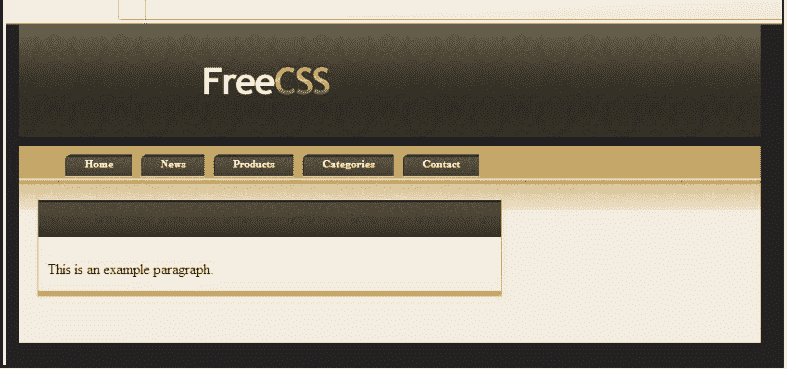 FreeCSS
Home News Products Categories Contact
This is an example paragraph.